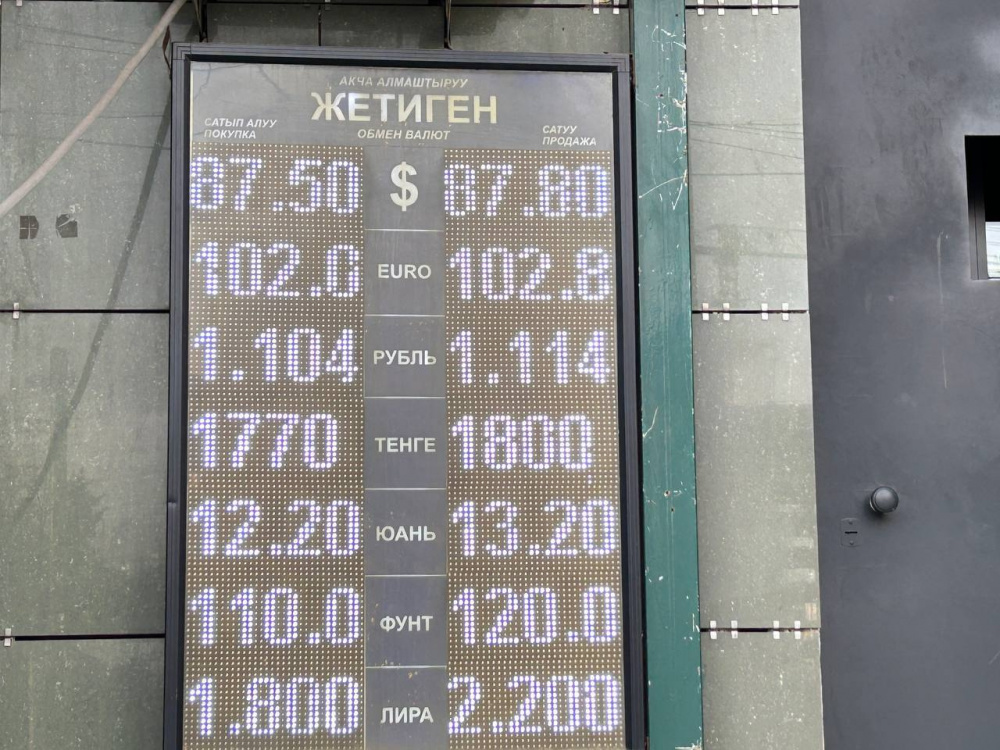 АКЧА АЛМАШТЫРУУ
ЖЕТИГЕН
ОБМЕН ВАЛЮТ
САТЫП АЛУУ
ПОКУПКА
САТУУ
ПРОДАЖА
87.50 $ 87.80
102.0 EURO 102.8
1.104 РУБЛЬ 1.114
1770 ТЕНГЕ 1800
12.20 ЮАНЬ 13.20
110.0 ФУНТ 120.0
1.800 ЛИРА 2.200